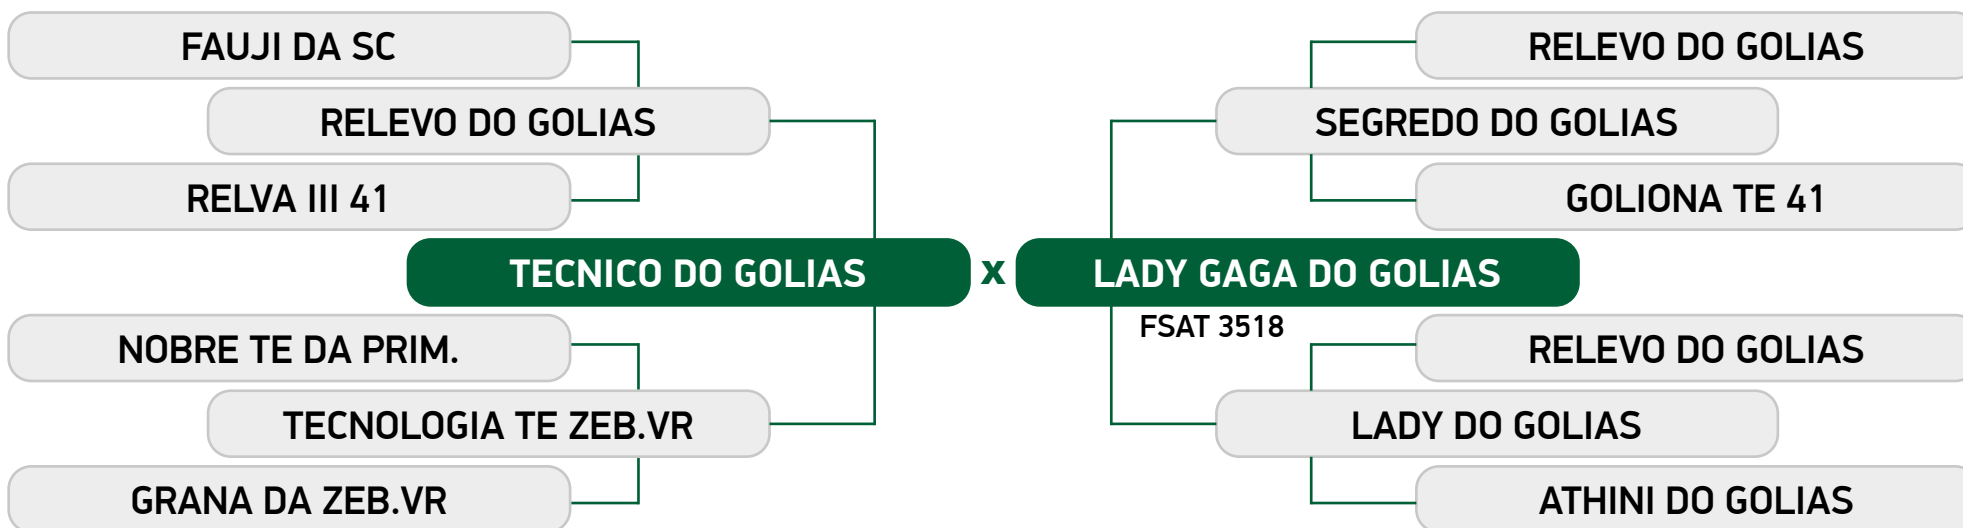 FAUJI DA SC
RELEVO DO GOLIAS
RELEVO DO GOLIAS
SEGREDO DO GOLIAS
RELVA III 41
GOLIONA TE 41
TECNICO DO GOLIAS
x
LADY GAGA DO GOLIAS
FSAT 3518
NOBRE TE DA PRIM.
RELEVO DO GOLIAS
TECNOLOGIA TE ZEB.VR
LADY DO GOLIAS
GRANA DA ZEB.VR
ATHINI DO GOLIAS